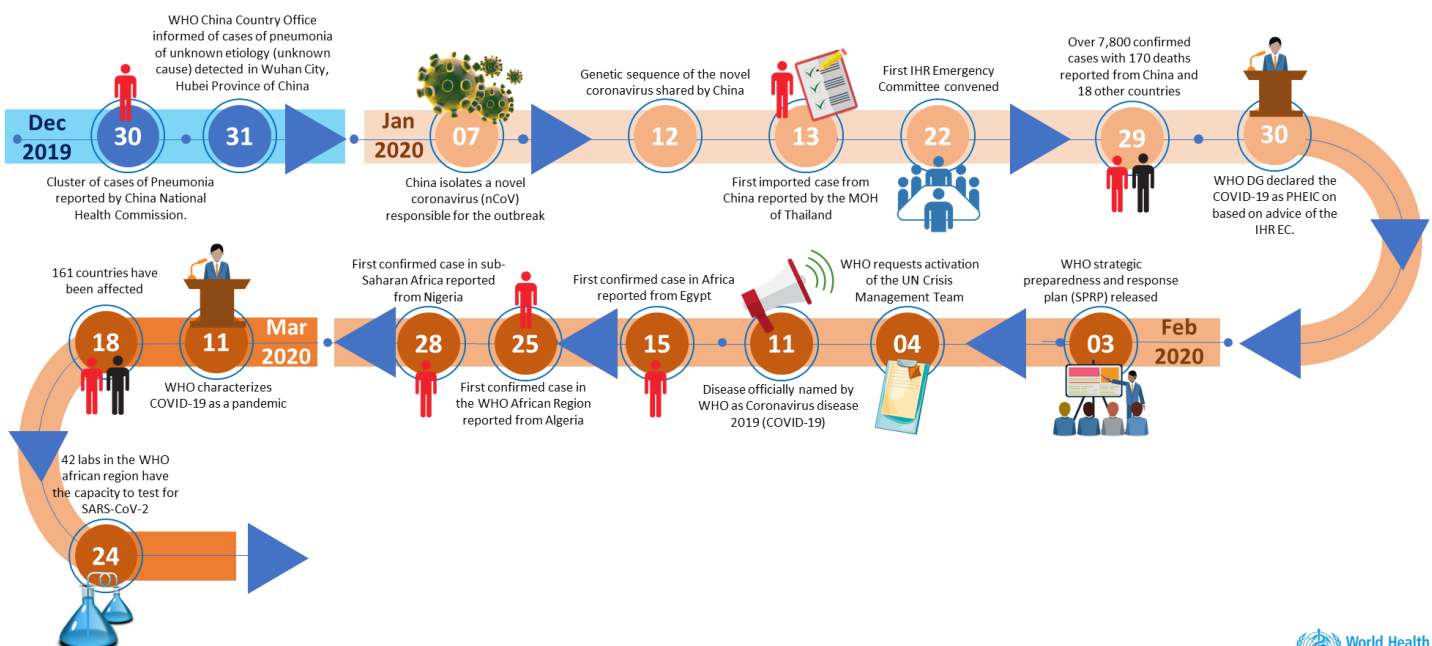 Dec
2019
30
Cluster of cases of Pneumonia
reported by China National
Health Commission.
WHO China Country Office
informed of cases of pneumonia
of unknown etiology (unknown
cause) detected in Wuhan City,
Hubei Province of China
31
Jan
2020
07
China isolates a novel
coronavirus (nCoV)
responsible for the outbreak
Genetic sequence of the novel
coronavirus shared by China
12
13
First imported case from
China reported by the MOH
of Thailand
First IHR Emergency
Committee convened
22
Over 7,800 confirmed
cases with 170 deaths
reported from China and
18 other countries
29
30
WHO DG declared the
COVID-19 as PHEIC on
based on advice of the
IHR EC.
Feb
2020
WHO strategic
preparedness and response
plan (SPRP) released
03
WHO requests activation
of the UN Crisis
Management Team
04
11
Disease officially named by
WHO as Coronavirus disease
2019 (COVID-19)
First confirmed case in Africa
reported from Egypt
15
25
First confirmed case in
the WHO African Region
reported from Algeria
First confirmed case in sub-
Saharan Africa reported
from Nigeria
28
Mar
2020
11
WHO characterizes
COVID-19 as a pandemic
161 countries have
been affected
18
42 labs in the WHO
african region have
the capacity to test for
SARS-CoV-2
24
World Health